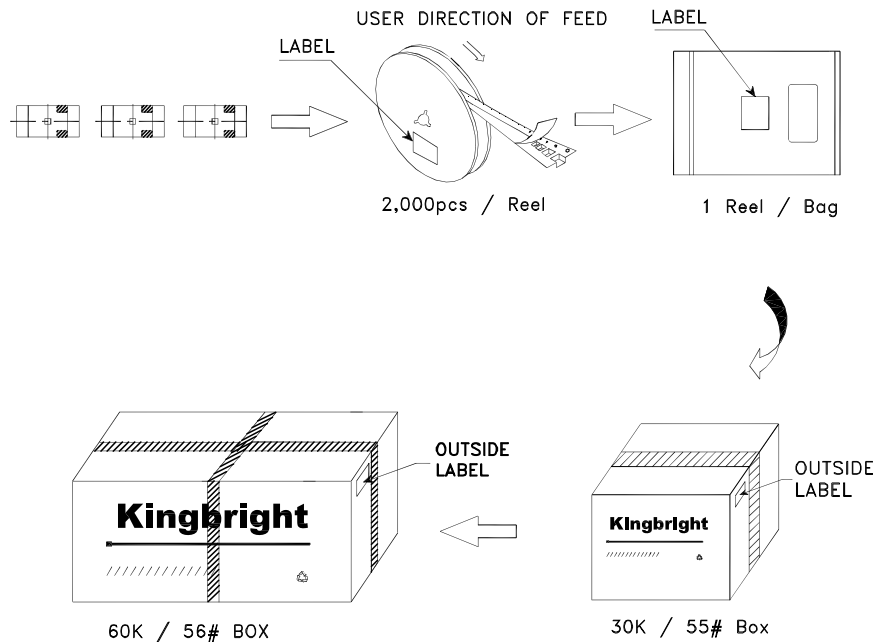 USER DIRECTION OF FEED
LABEL
LABEL
2,000pcs / Reel
1 Reel / Bag
OUTSIDE
LABEL
OUTSIDE
LABEL
Kingbright
Kingbright
60K / 56# BOX
30K / 55# Box